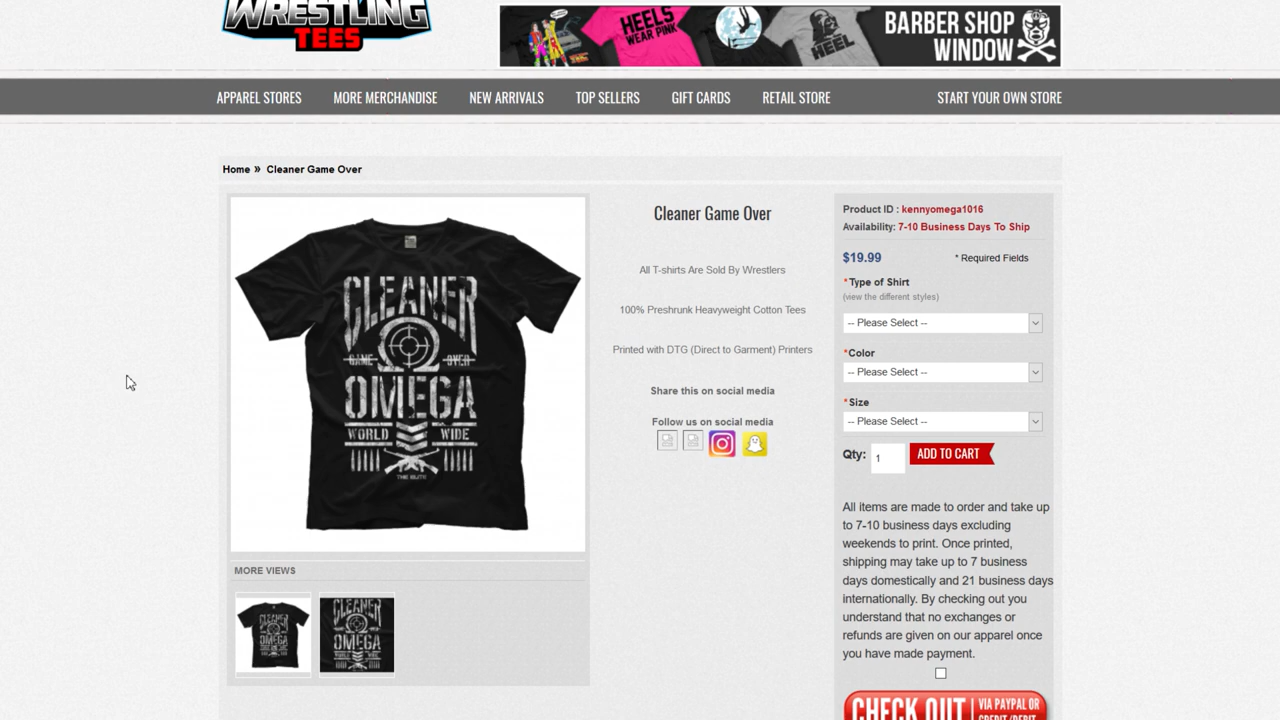 WRESTLING
TEES
HEELS
WEAR PINK
HEEL
BARBER SHOP
WINDOW
APPAREL STORES
MORE MERCHANDISE
NEW ARRIVALS
TOP SELLERS
GIFT CARDS
RETAIL STORE
START YOUR OWN STORE
Home » Cleaner Game Over
CLEANER
GAME OVER
OMEGA
WORLD WIDE
THE ELITE
MORE VIEWS
CLEANER
OMEGA
CLEANER
OMEGA
Cleaner Game Over
All T-shirts Are Sold By Wrestlers
100% Preshrunk Heavyweight Cotton Tees
Printed with DTG (Direct to Garment) Printers
Share this on social media
Follow us on social media
Product ID : kennyomega1016
Availability: 7-10 Business Days To Ship
$19.99
* Required Fields
*Type of Shirt
(view the different styles)
-- Please Select --
*Color
-- Please Select --
*Size
-- Please Select --
Qty: 1 ADD TO CART
All items are made to order and take up
to 7-10 business days excluding
weekends to print. Once printed,
shipping may take up to 7 business
days domestically and 21 business days
internationally. By checking out you
understand that no exchanges or
refunds are given on our apparel once
you have made payment.
CHECK OUT
VIA PAYPAL OR
CREDIT/DEBIT